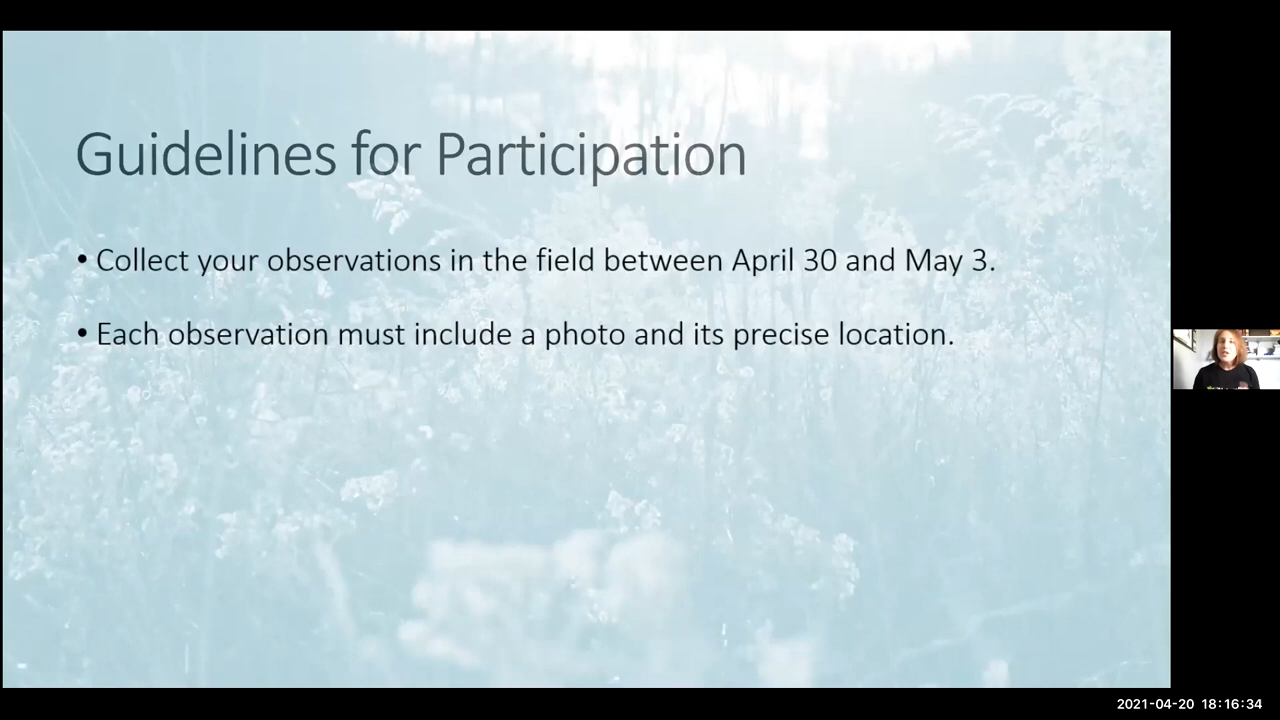 Guidelines for Participation
• Collect your observations in the field between April 30 and May 3.
• Each observation must include a photo and its precise location.
2021-04-20 18:16:34